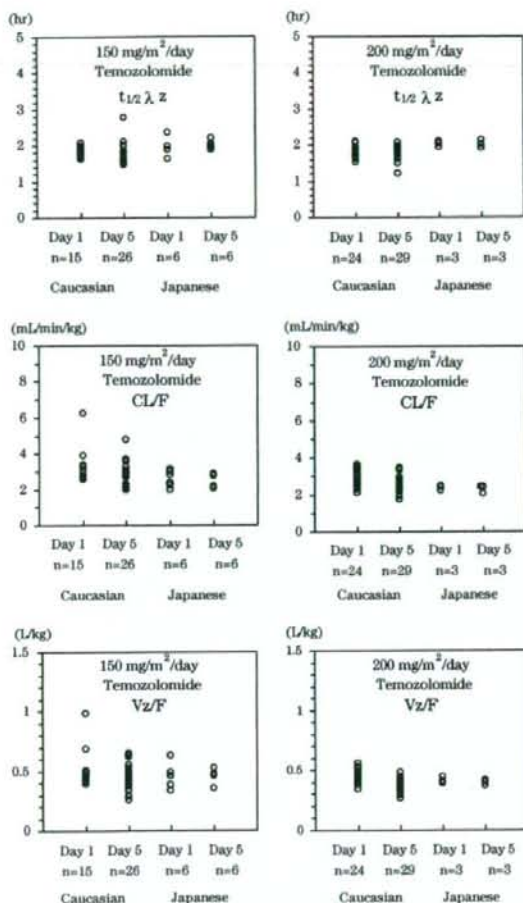 (hr)
5
4
3
2
1
0
150 mg/m²/day
Temozolomide
t1/2 λ z
Day 1 Day 5 Day 1 Day 5
n=15 n=26 n=6 n=6
Caucasian Japanese
(hr)
5
4
3
2
1
0
200 mg/m²/day
Temozolomide
t1/2 λ z
Day 1 Day 5 Day 1 Day 5
n=24 n=29 n=3 n=3
Caucasian Japanese
(mL/min/kg)
10
8
6
4
2
0
150 mg/m²/day
Temozolomide
CL/F
Day 1 Day 5 Day 1 Day 5
n=15 n=26 n=6 n=6
Caucasian Japanese
(mL/min/kg)
10
8
6
4
2
0
200 mg/m²/day
Temozolomide
CL/F
Day 1 Day 5 Day 1 Day 5
n=24 n=29 n=3 n=3
Caucasian Japanese
(L/kg)
1.5
1
0.5
0
150 mg/m²/day
Temozolomide
Vz/F
Day 1 Day 5 Day 1 Day 5
n=15 n=26 n=6 n=6
Caucasian Japanese
(L/kg)
1.5
1
0.5
0
200 mg/m²/day
Temozolomide
Vz/F
Day 1 Day 5 Day 1 Day 5
n=24 n=29 n=3 n=3
Caucasian Japanese